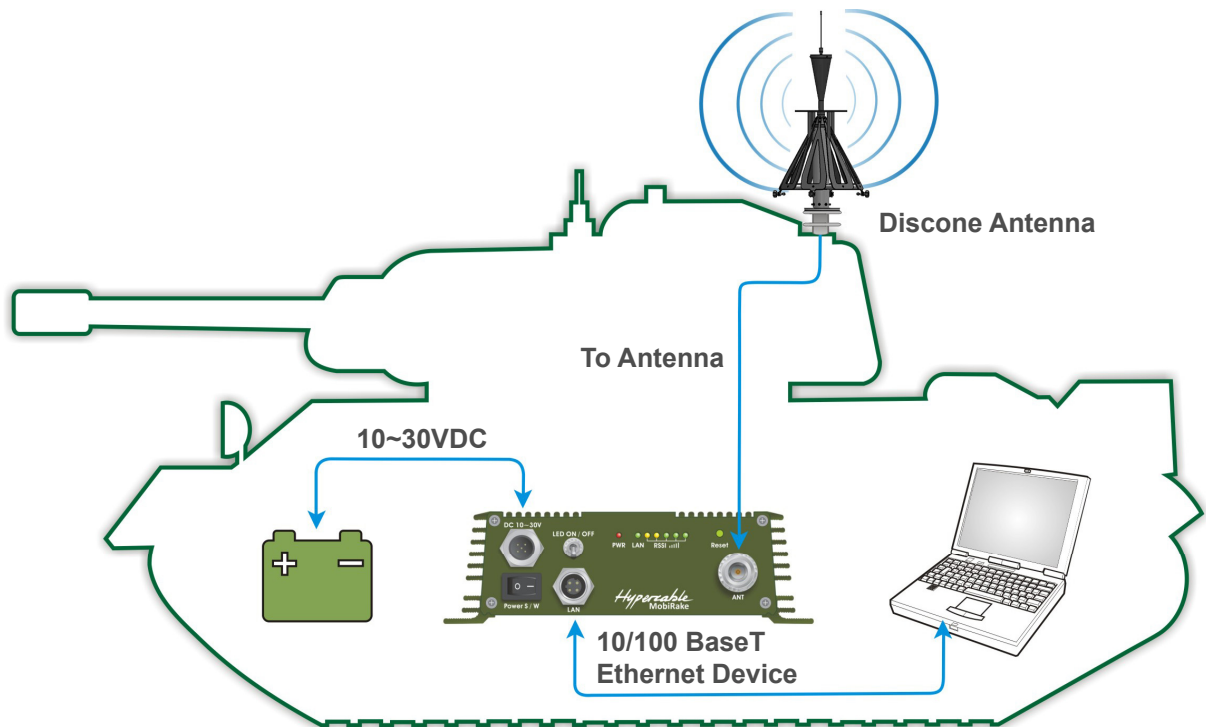 Discone Antenna
To Antenna
10~30VDC
DC 10~30V
LED ON / OFF
PWR LAN RSSI
Reset
Power S / W
LAN
Hypercable
MobiRake
ANT
10/100 BaseT
Ethernet Device